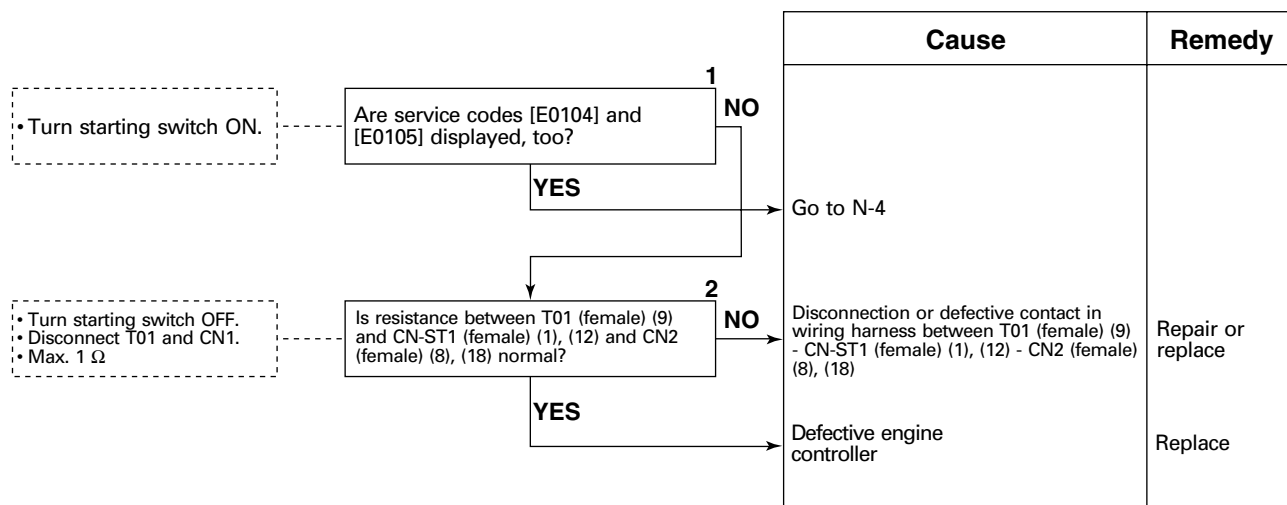 Cause
Remedy
1
• Turn starting switch ON.
Are service codes [E0104] and
[E0105] displayed, too?
NO
YES
Go to N-4
2
• Turn starting switch OFF.
• Disconnect T01 and CN1.
• Max. 1 Ω
Is resistance between T01 (female) (9)
and CN-ST1 (female) (1), (12) and CN2
(female) (8), (18) normal?
NO
Disconnection or defective contact in
wiring harness between T01 (female) (9)
- CN-ST1 (female) (1), (12) - CN2 (female)
(8), (18)
Repair or
replace
YES
Defective engine
controller
Replace